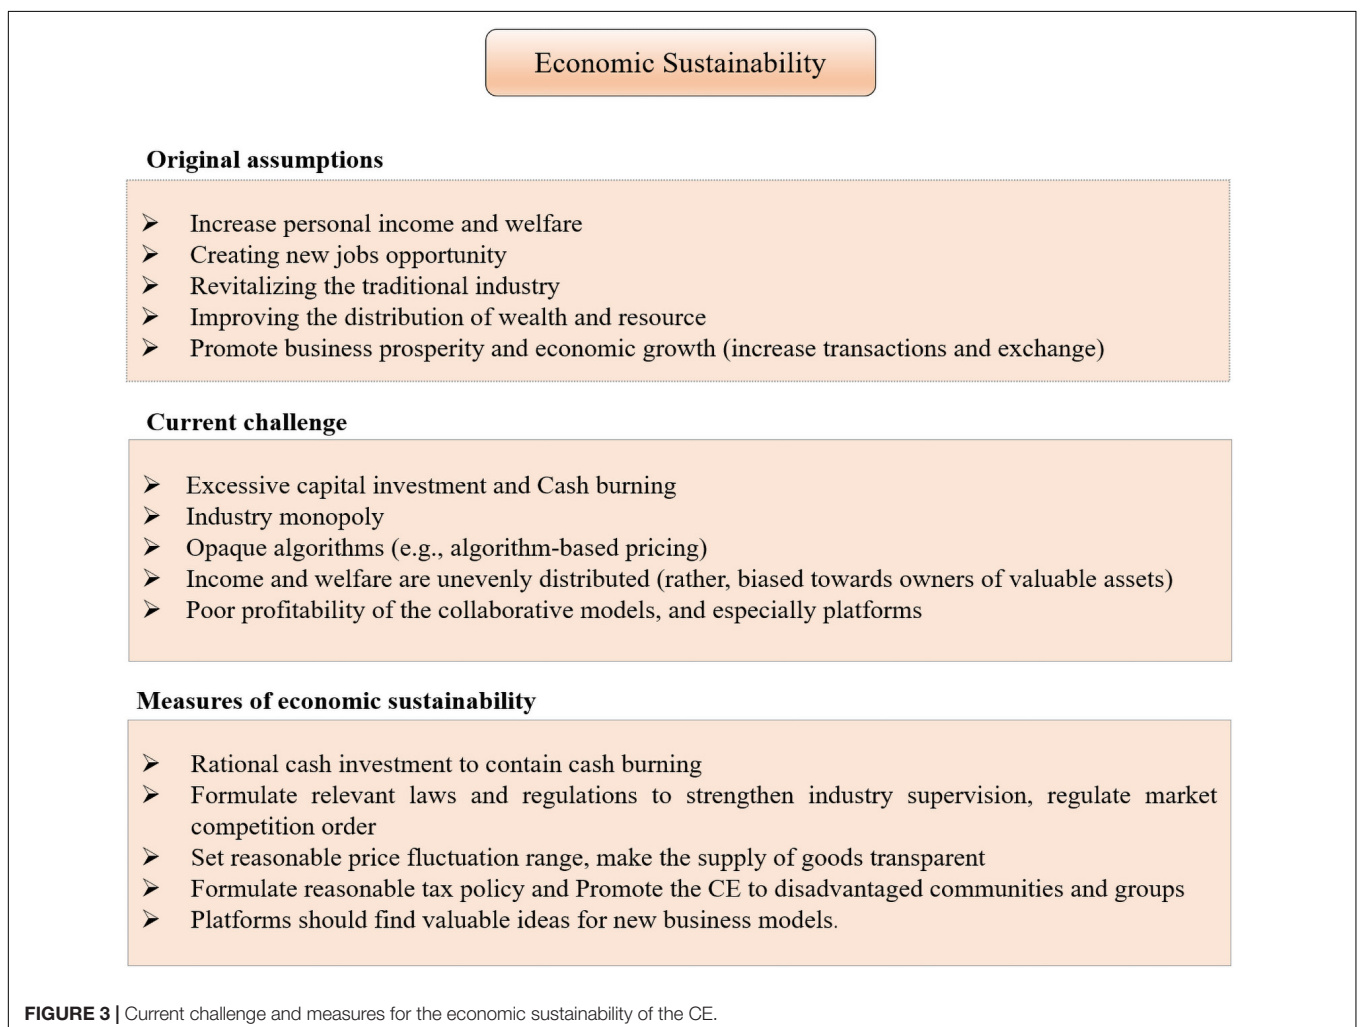 Economic Sustainability
Original assumptions
➢ Increase personal income and welfare
➢ Creating new jobs opportunity
➢ Revitalizing the traditional industry
➢ Improving the distribution of wealth and resource
➢ Promote business prosperity and economic growth (increase transactions and exchange)
Current challenge
➢ Excessive capital investment and Cash burning
➢ Industry monopoly
➢ Opaque algorithms (e.g., algorithm-based pricing)
➢ Income and welfare are unevenly distributed (rather, biased towards owners of valuable assets)
➢ Poor profitability of the collaborative models, and especially platforms
Measures of economic sustainability
➢ Rational cash investment to contain cash burning
➢ Formulate relevant laws and regulations to strengthen industry supervision, regulate market
competition order
➢ Set reasonable price fluctuation range, make the supply of goods transparent
➢ Formulate reasonable tax policy and Promote the CE to disadvantaged communities and groups
➢ Platforms should find valuable ideas for new business models.
FIGURE 3 | Current challenge and measures for the economic sustainability of the CE.